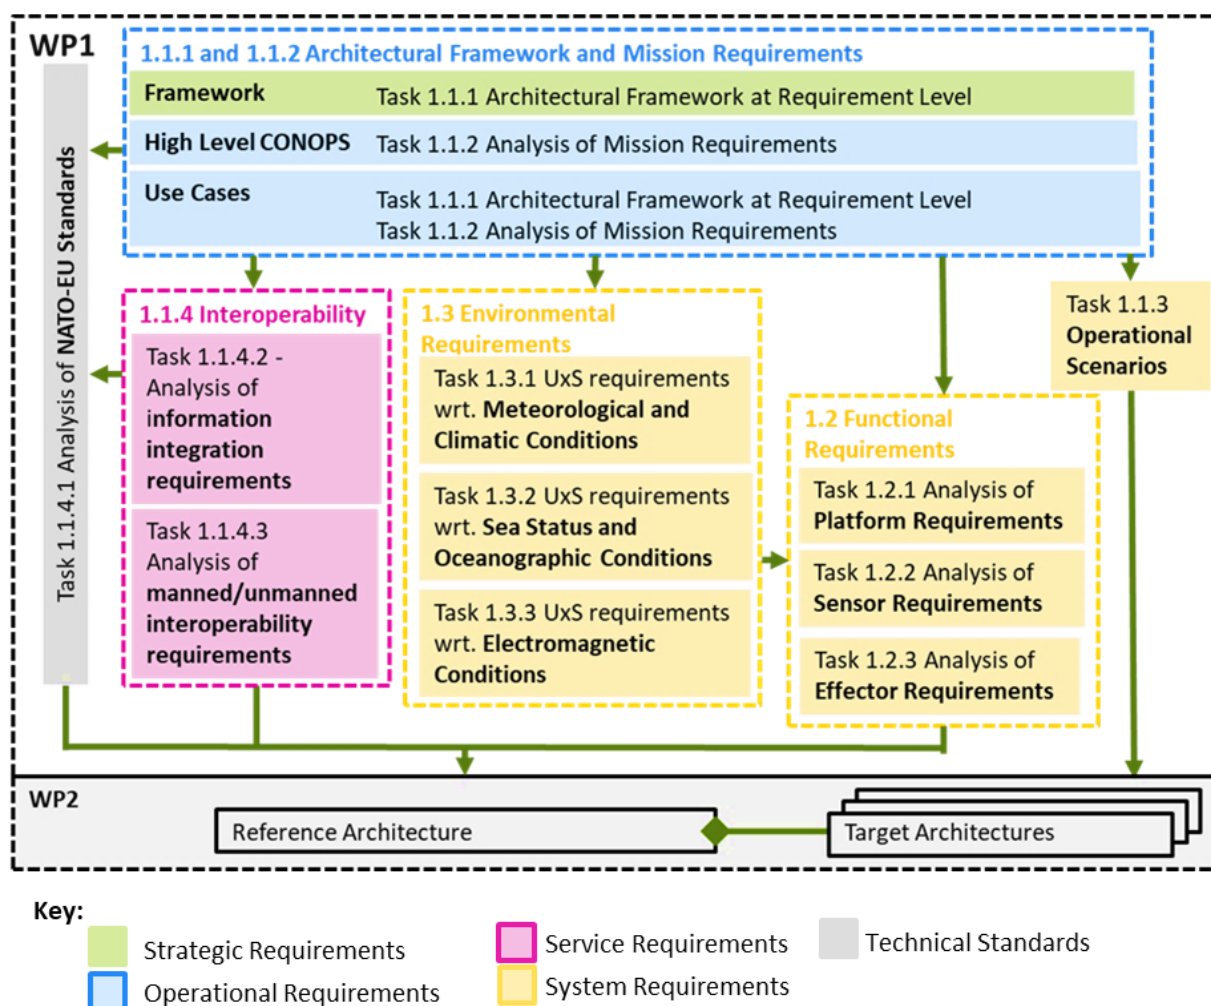 WP1
Task 1.1.4.1 Analysis of NATO-EU Standards
1.1.1 and 1.1.2 Architectural Framework and Mission Requirements
Framework
Task 1.1.1 Architectural Framework at Requirement Level
High Level CONOPS
Task 1.1.2 Analysis of Mission Requirements
Use Cases
Task 1.1.1 Architectural Framework at Requirement Level
Task 1.1.2 Analysis of Mission Requirements
1.1.4 Interoperability
Task 1.1.4.2 -
Analysis of
information
integration
requirements
Task 1.1.4.3
Analysis of
manned/unmanned
interoperability
requirements
1.3 Environmental
Requirements
Task 1.3.1 UxS requirements
wrt. Meteorological and
Climatic Conditions
Task 1.3.2 UxS requirements
wrt. Sea Status and
Oceanographic Conditions
Task 1.3.3 UxS requirements
wrt. Electromagnetic
Conditions
1.2 Functional
Requirements
Task 1.2.1 Analysis of
Platform Requirements
Task 1.2.2 Analysis of
Sensor Requirements
Task 1.2.3 Analysis of
Effector Requirements
Task 1.1.3
Operational
Scenarios
WP2
Reference Architecture
Target Architectures
Key:
Strategic Requirements
Operational Requirements
Service Requirements
System Requirements
Technical Standards